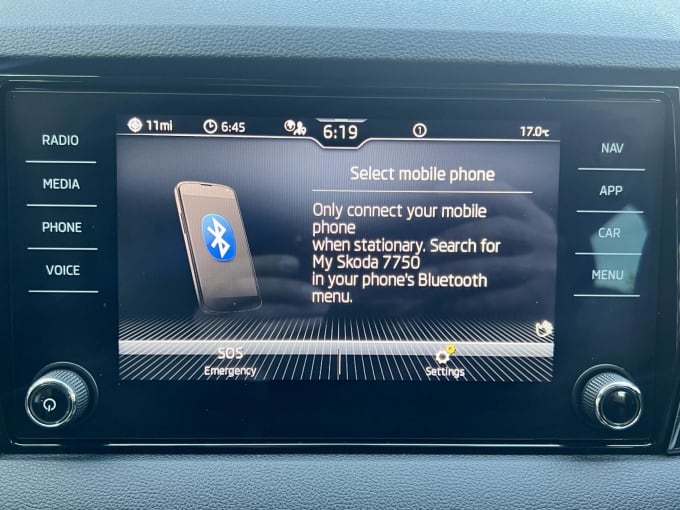 RADIO
MEDIA
PHONE
VOICE
11mi 6:45 6:19 1 17.0°C
Select mobile phone
Only connect your mobile
phone
when stationary. Search for
My Skoda 7750
in your phone's Bluetooth
menu.
SOS
Emergency
Settings
NAV
APP
CAR
MENU